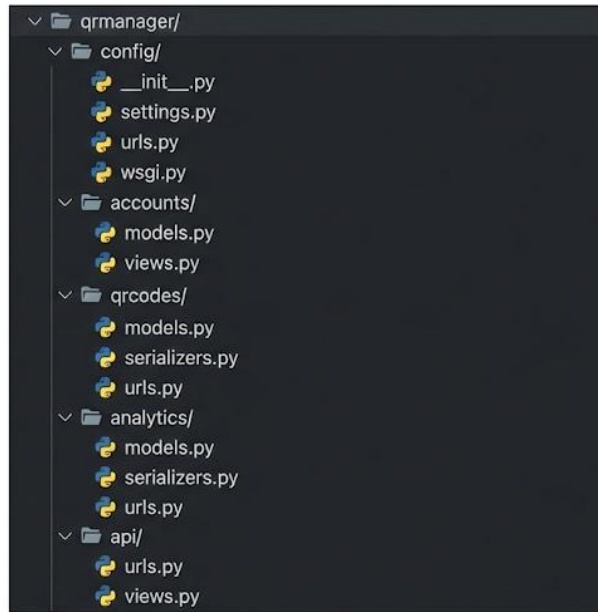 qrmanager/
config/
__init__.py
settings.py
urls.py
wsgi.py
accounts/
models.py
views.py
qrcodes/
models.py
serializers.py
urls.py
analytics/
models.py
serializers.py
urls.py
api/
urls.py
views.py